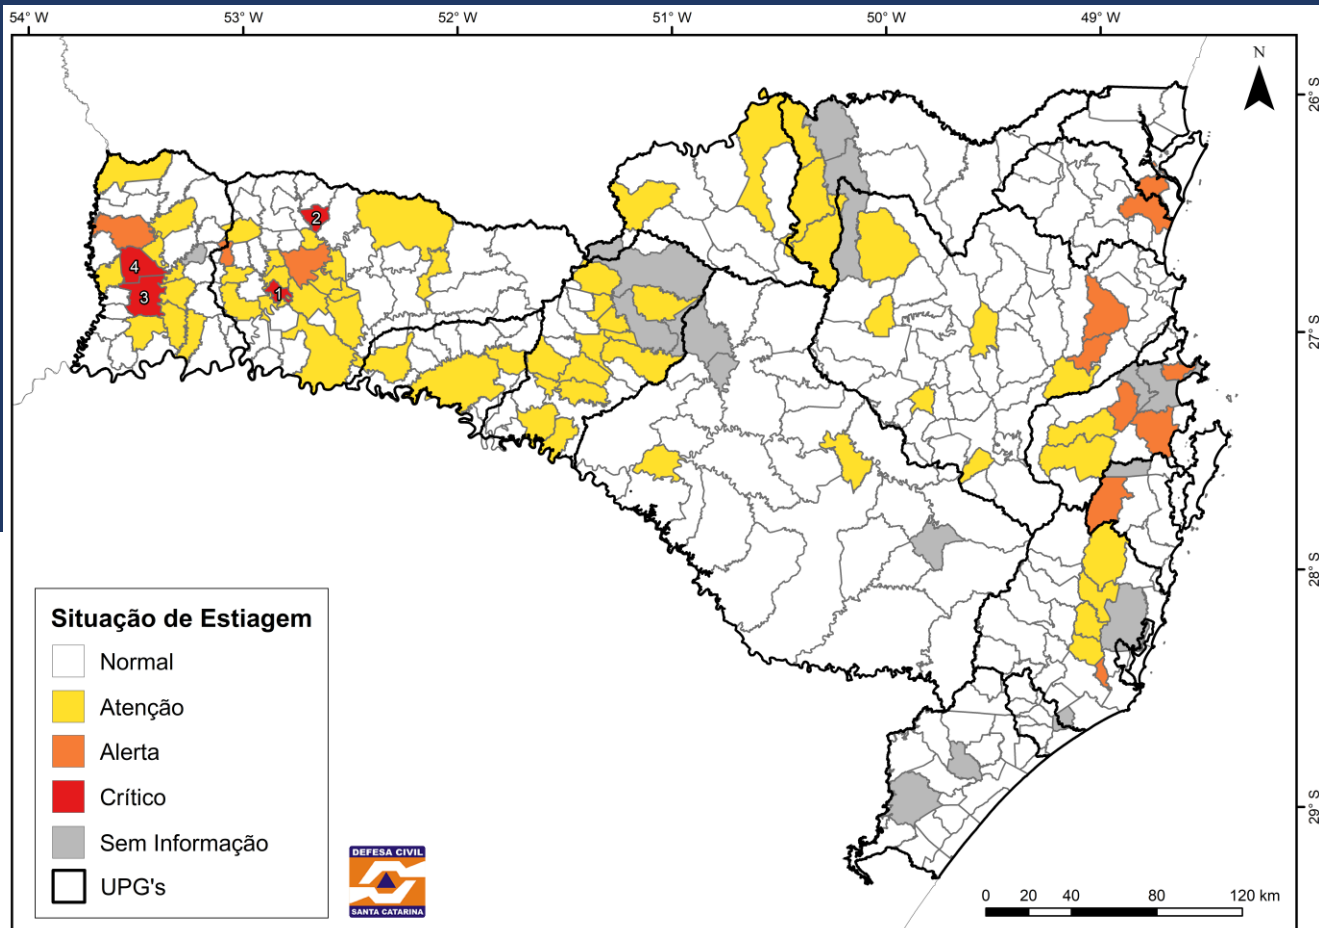 54° W 53° W 52° W 51° W 50° W 49° W
N
26° S
27° S
28° S
29° S
2
4
3
1
Situação de Estiagem
Normal
Atenção
Alerta
Crítico
Sem Informação
UPG's
DEFESA CIVIL
SANTA CATARINA
0 20 40 80 120 km